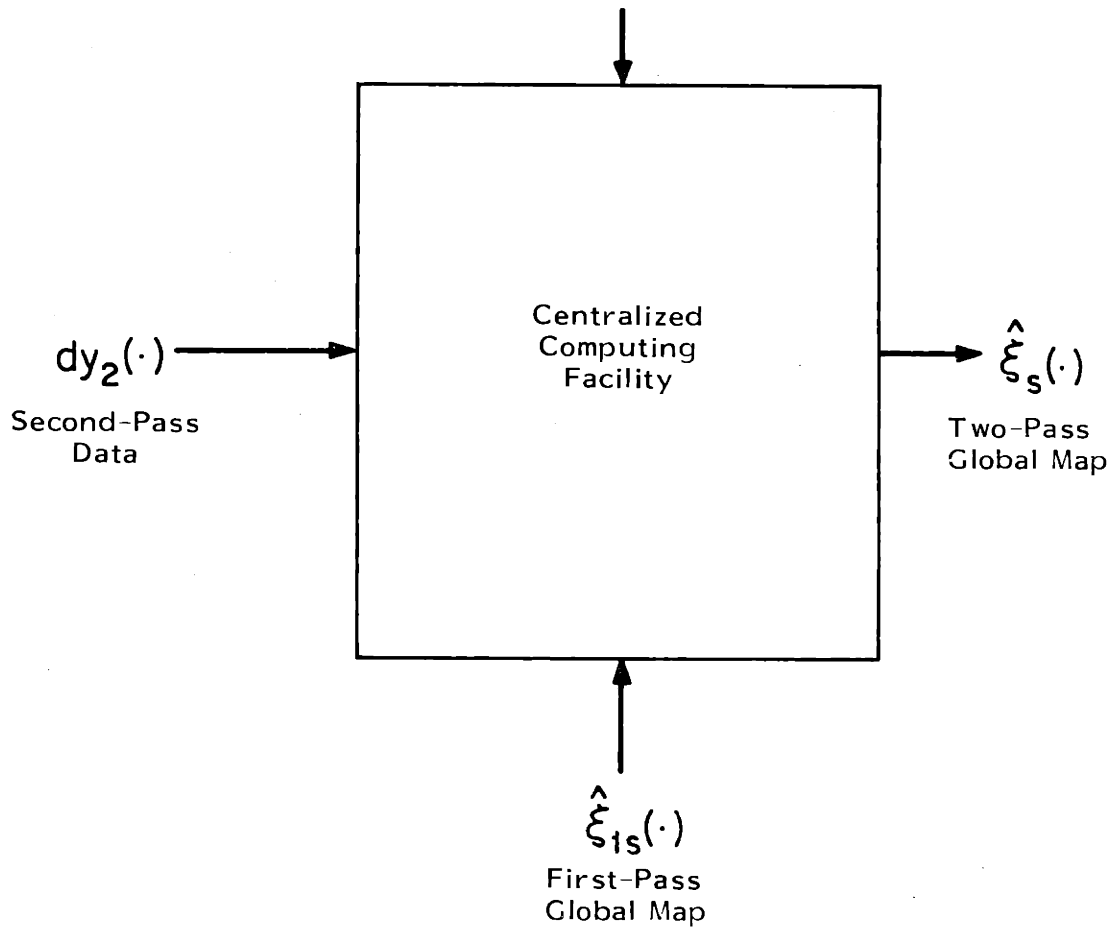 Centralized
Computing
Facility
dy₂(·)
Second-Pass
Data
ξ̂ₛ(·)
Two-Pass
Global Map
ξ̂₁ₛ(·)
First-Pass
Global Map